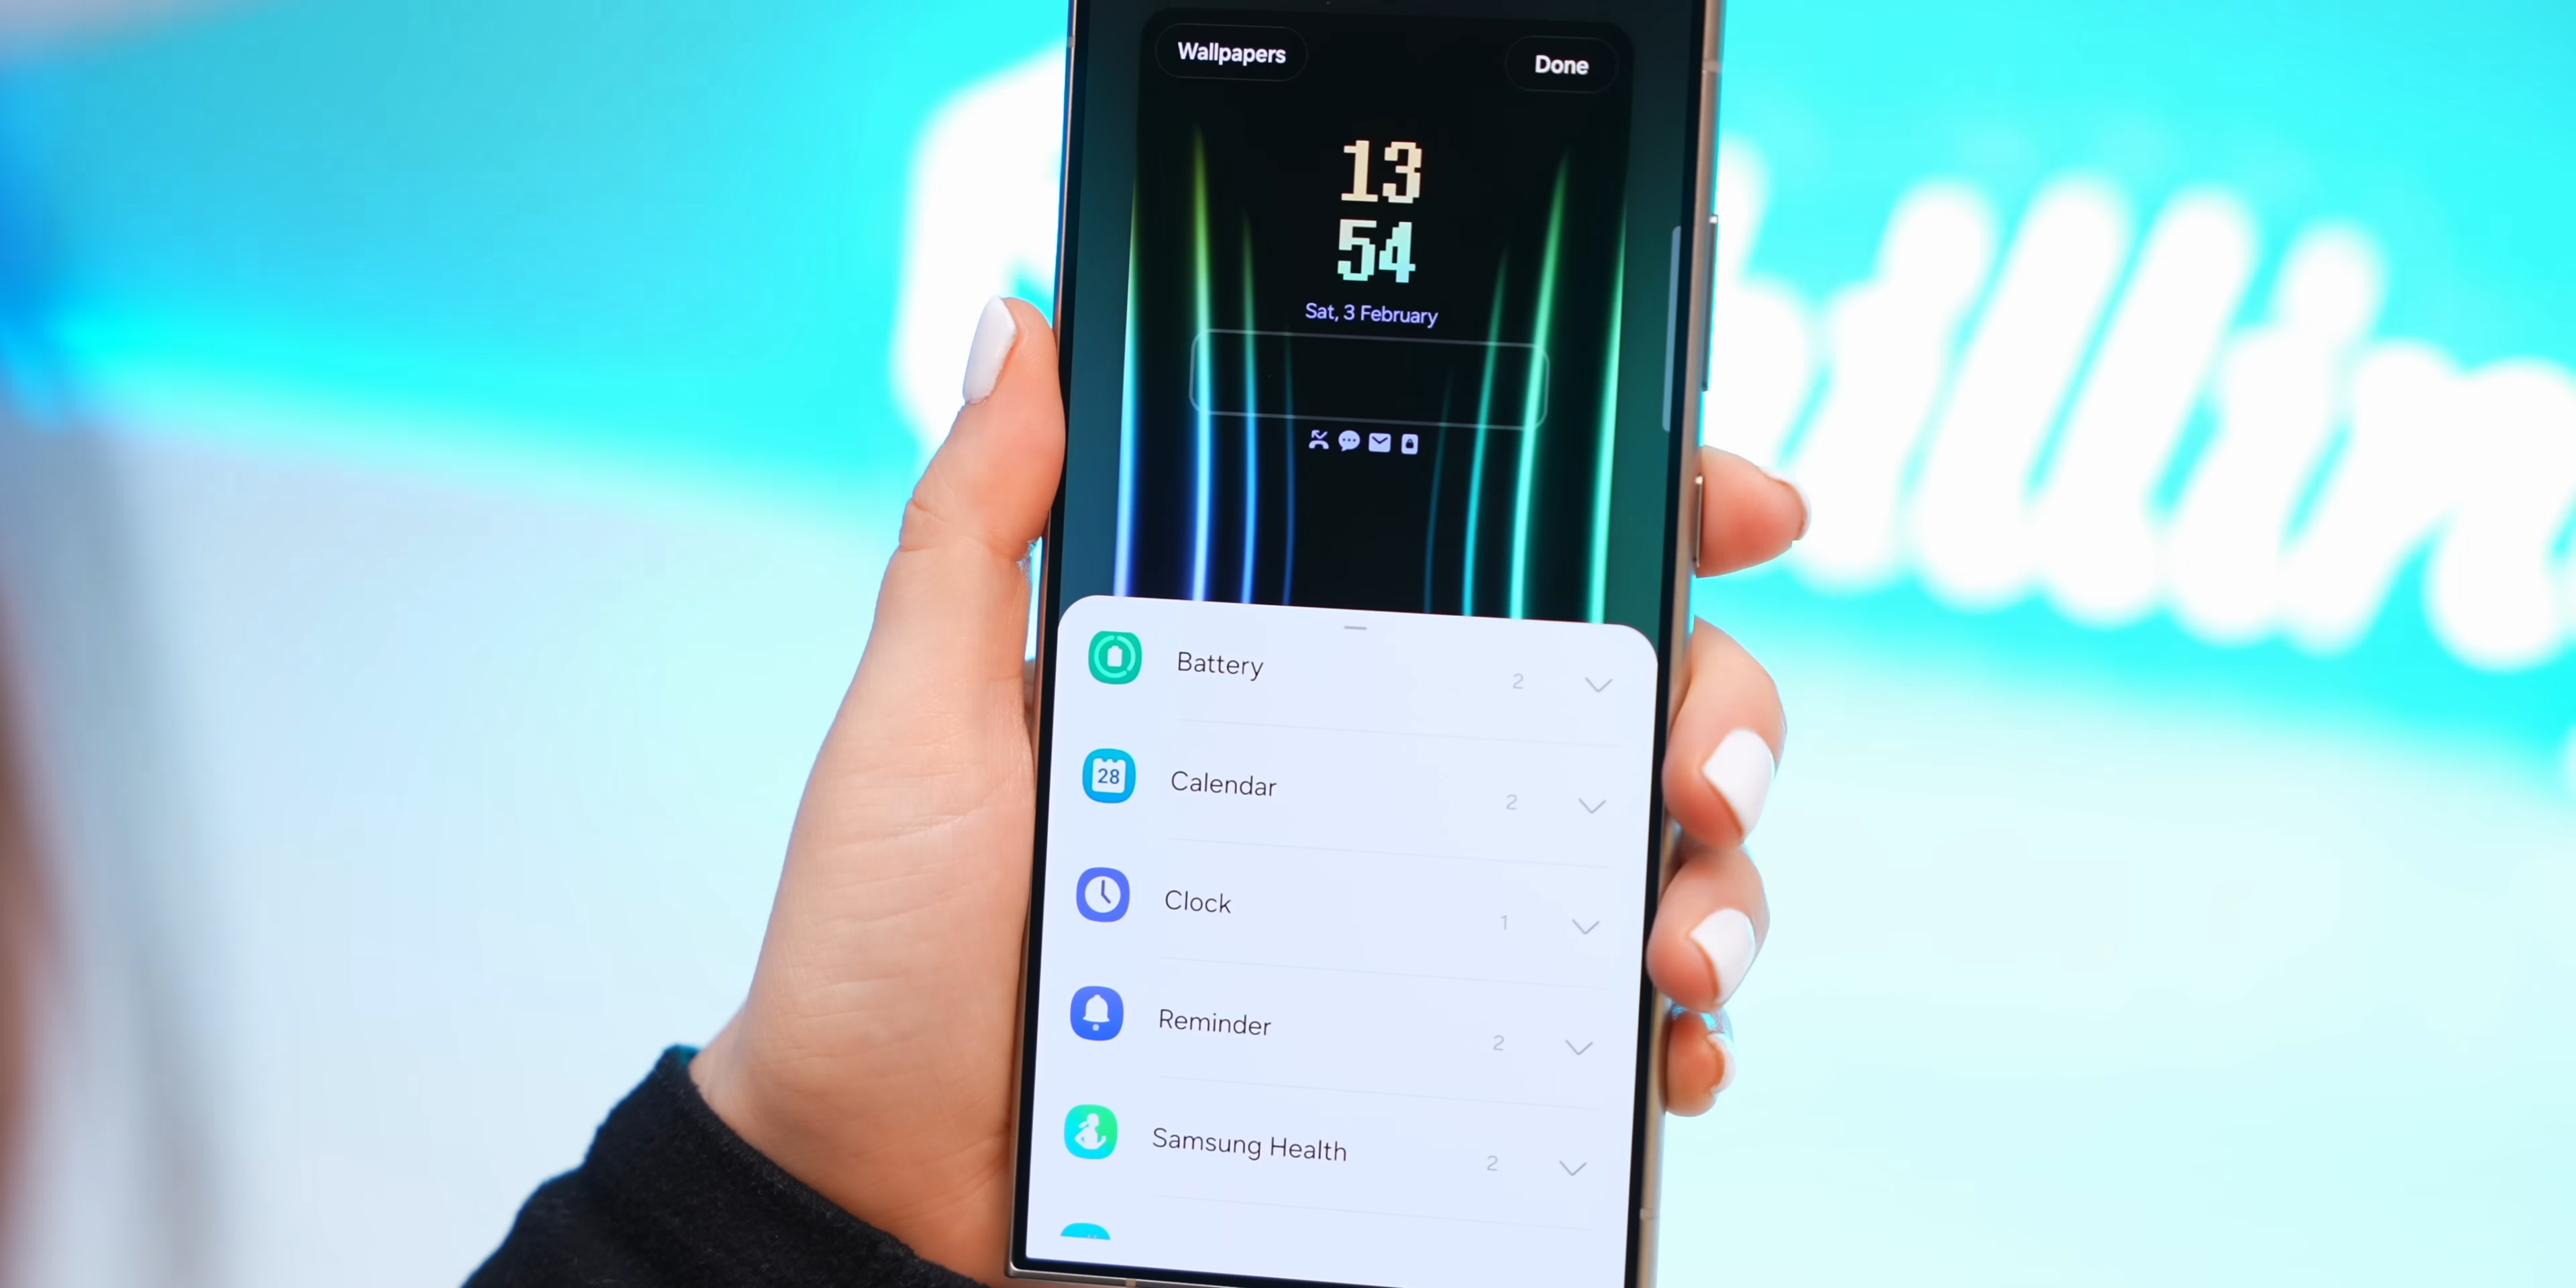 Wallpapers
Done
13
54
Sat, 3 February
Battery 2
28
Calendar 2
Clock 1
Reminder 2
Samsung Health 2